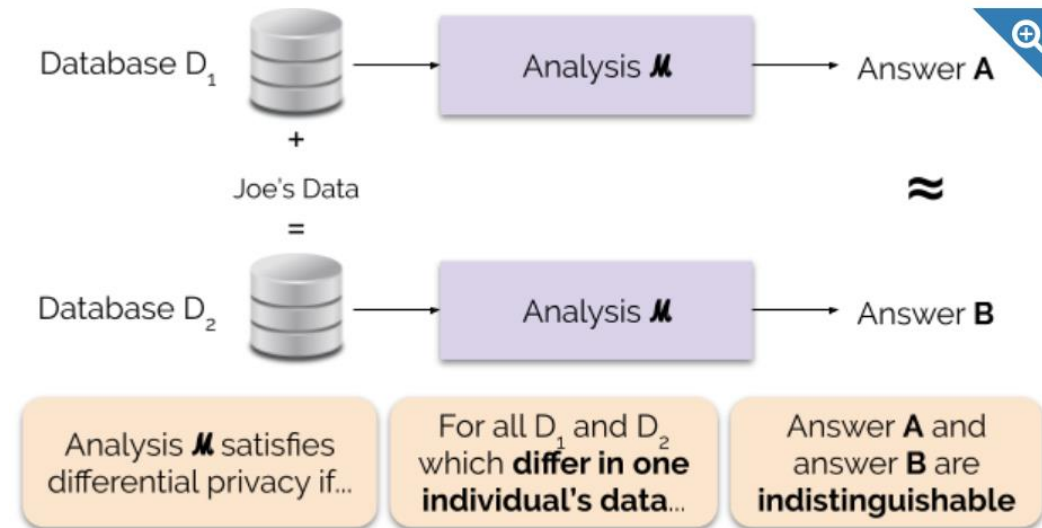 Database D₁
Analysis 𝓜
Answer A
+
Joe's Data
=
≈
Database D₂
Analysis 𝓜
Answer B
Analysis 𝓜 satisfies
differential privacy if...
For all D₁ and D₂
which differ in one
individual's data...
Answer A and
answer B are
indistinguishable